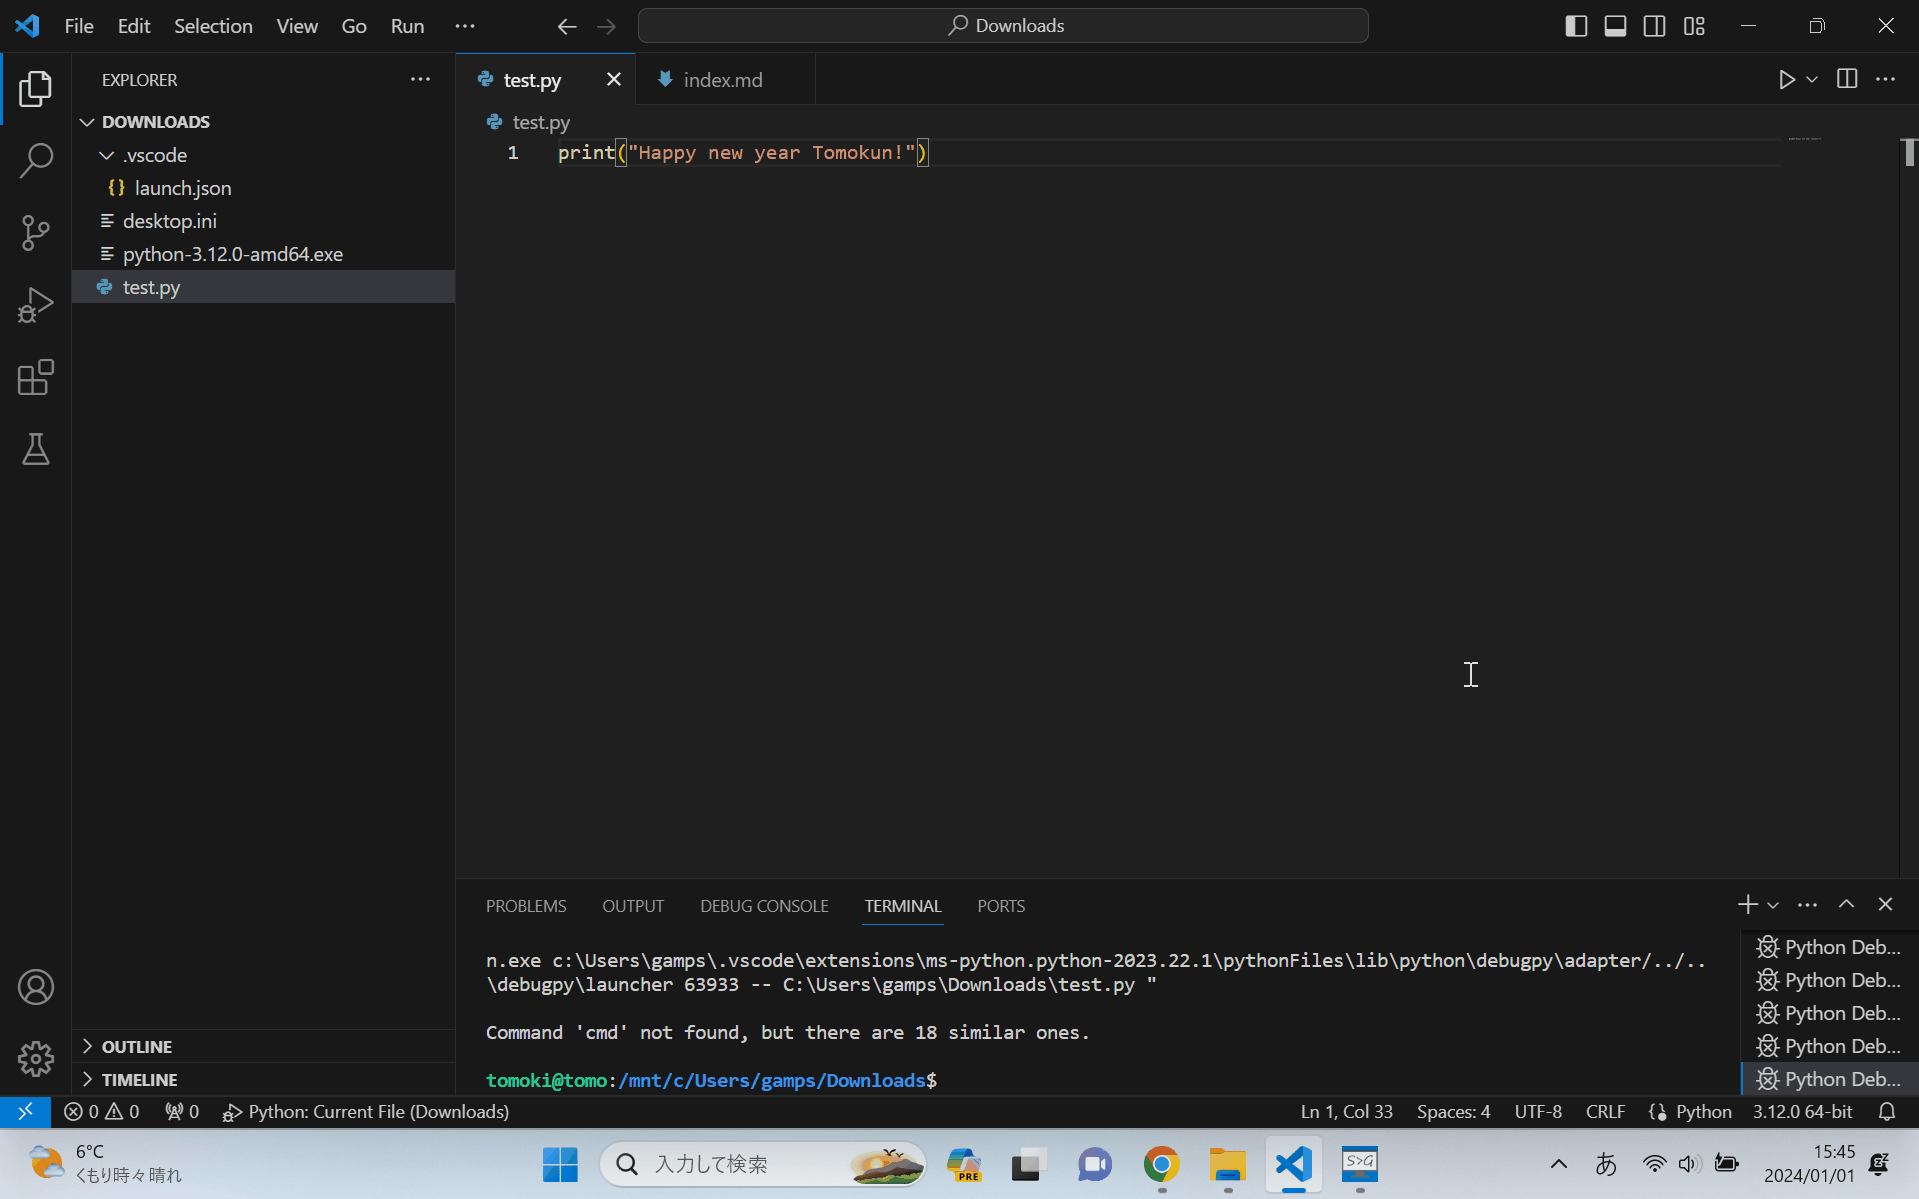 File Edit Selection View Go Run ··· Downloads
EXPLORER
DOWNLOADS
.vscode
{} launch.json
desktop.ini
python-3.12.0-amd64.exe
test.py
OUTLINE
TIMELINE
test.py index.md
test.py
1 print("Happy new year Tomokun!")
PROBLEMS OUTPUT DEBUG CONSOLE TERMINAL PORTS
n.exe c:\Users\gamps\.vscode\extensions\ms-python.python-2023.22.1\pythonFiles\lib\python\debugpy\adapter/../..
\debugpy\launcher 63933 -- C:\Users\gamps\Downloads\test.py "
Command 'cmd' not found, but there are 18 similar ones.
tomoki@tomo:/mnt/c/Users/gamps/Downloads$
Python Deb...
Python Deb...
Python Deb...
Python Deb...
Python Deb...
0 0 0 Python: Current File (Downloads) Ln 1, Col 33 Spaces: 4 UTF-8 CRLF {} Python 3.12.0 64-bit
6°C
くもり時々晴れ
入力して検索
PRE
S>G
あ
15:45
2024/01/01